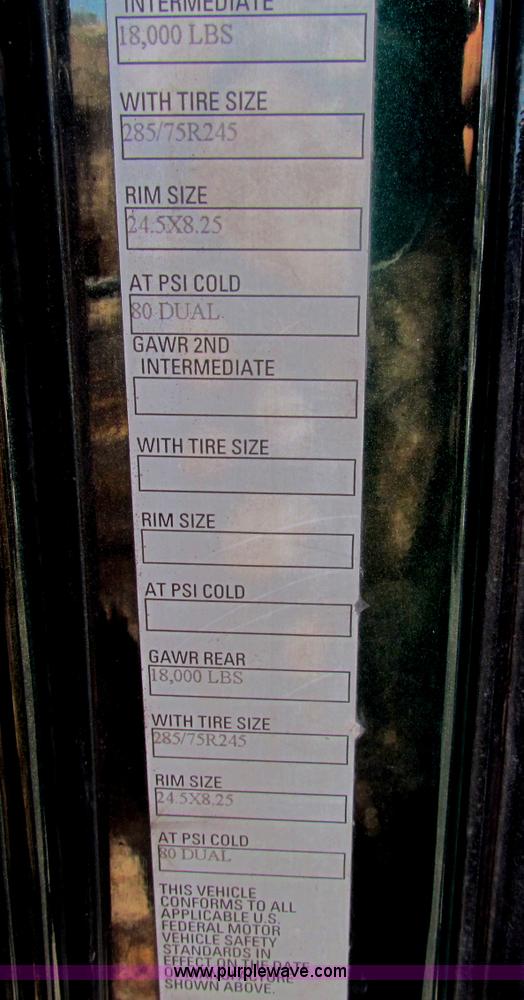 INTERMEDIATE
18,000 LBS
WITH TIRE SIZE
285/75R245
RIM SIZE
24.5X8.25
AT PSI COLD
80 DUAL
GAWR 2ND
INTERMEDIATE
WITH TIRE SIZE
RIM SIZE
AT PSI COLD
GAWR REAR
18,000 LBS
WITH TIRE SIZE
285/75R245
RIM SIZE
24.5X8.25
AT PSI COLD
80 DUAL
THIS VEHICLE
CONFORMS TO ALL
APPLICABLE U.S.
FEDERAL MOTOR
VEHICLE SAFETY
STANDARDS IN
EFFECT ON THE DATE
www.purplewave.com
SHOWN ABOVE.